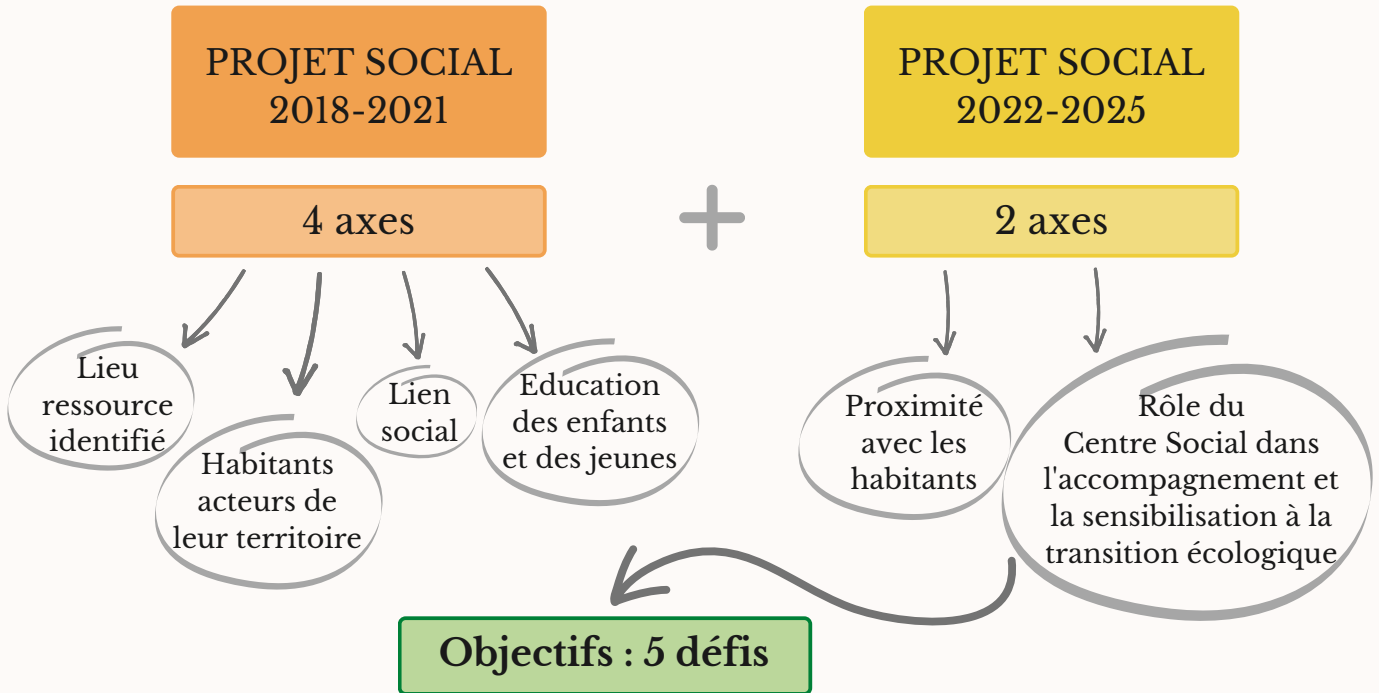 PROJET SOCIAL
2018-2021
PROJET SOCIAL
2022-2025
4 axes
+
2 axes
Lieu
ressource
identifié
Habitants
acteurs de
leur territoire
Lien
social
Education
des enfants
et des jeunes
Proximité
avec les
habitants
Rôle du
Centre Social dans
l'accompagnement et
la sensibilisation à la
transition écologique
Objectifs : 5 défis